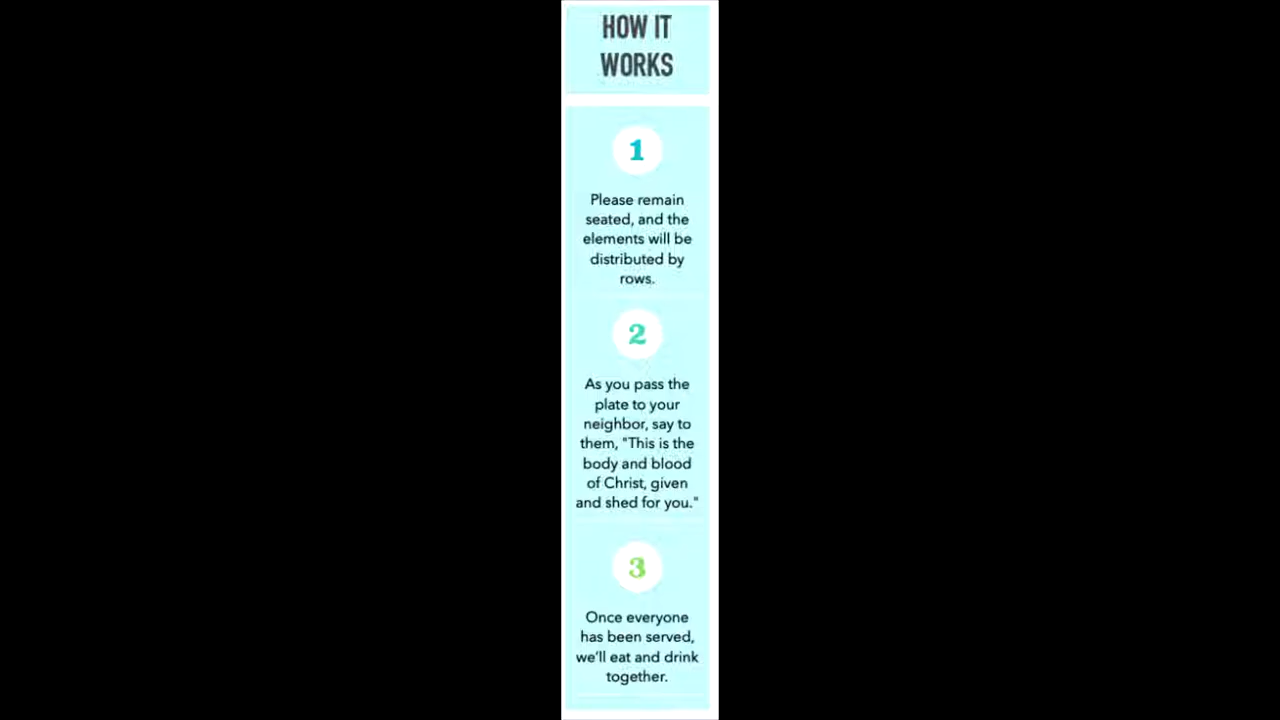 HOW IT
WORKS
1
Please remain
seated, and the
elements will be
distributed by
rows.
2
As you pass the
plate to your
neighbor, say to
them, "This is the
body and blood
of Christ, given
and shed for you."
3
Once everyone
has been served,
we'll eat and drink
together.